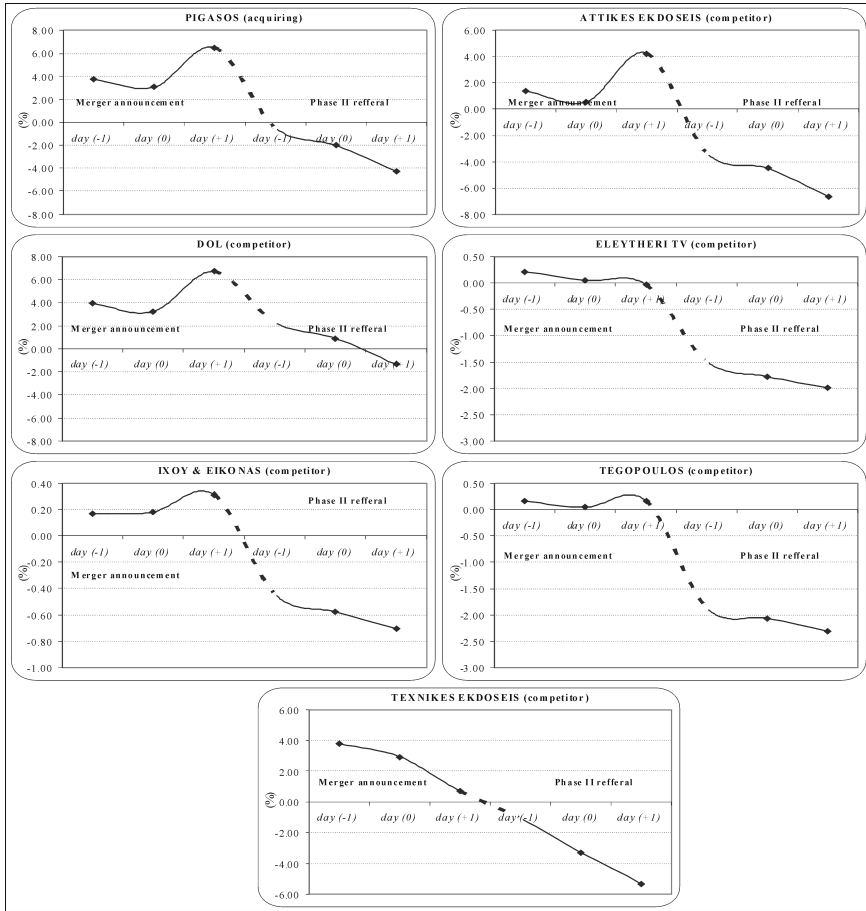 PIGASOS (acquiring)
8.00
6.00
4.00
2.00
0.00
-2.00
-4.00
-6.00
-8.00
(%)
Merger announcement
Phase II refferal
day (-1) day (0) day (+1) day (-1) day (0) day (+1)
ATTIKES EKDOSEIS (competitor)
6.00
4.00
2.00
0.00
-2.00
-4.00
-6.00
-8.00
(%)
Merger announcement
Phase II refferal
day (-1) day (0) day (+1) day (-1) day (0) day (+1)
DOL (competitor)
8.00
6.00
4.00
2.00
0.00
-2.00
-4.00
-6.00
-8.00
(%)
Merger announcement
Phase II refferal
day (-1) day (0) day (+1) day (-1) day (0) day (+1)
ELEYTHERI TV (competitor)
0.50
0.00
-0.50
-1.00
-1.50
-2.00
-2.50
-3.00
(%)
day (-1) day (0) day (+1) day (-1) day (0) day (+1)
Merger announcement
Phase II refferal
IXOY & EIKONAS (competitor)
0.40
0.20
0.00
-0.20
-0.40
-0.60
-0.80
-1.00
(%)
Phase II refferal
day (-1) day (0) day (+1) day (-1) day (0) day (+1)
Merger announcement
TEGOPOULOS (competitor)
0.50
0.00
-0.50
-1.00
-1.50
-2.00
-2.50
-3.00
(%)
day (-1) day (0) day (+1) day (-1) day (0) day (+1)
Merger announcement
Phase II refferal
TEXNIKES EKDOSEIS (competitor)
6.00
4.00
2.00
0.00
-2.00
-4.00
-6.00
(%)
Merger announcement
Phase II refferal
day (-1) day (0) day (+1) day (-1) day (0) day (+1)